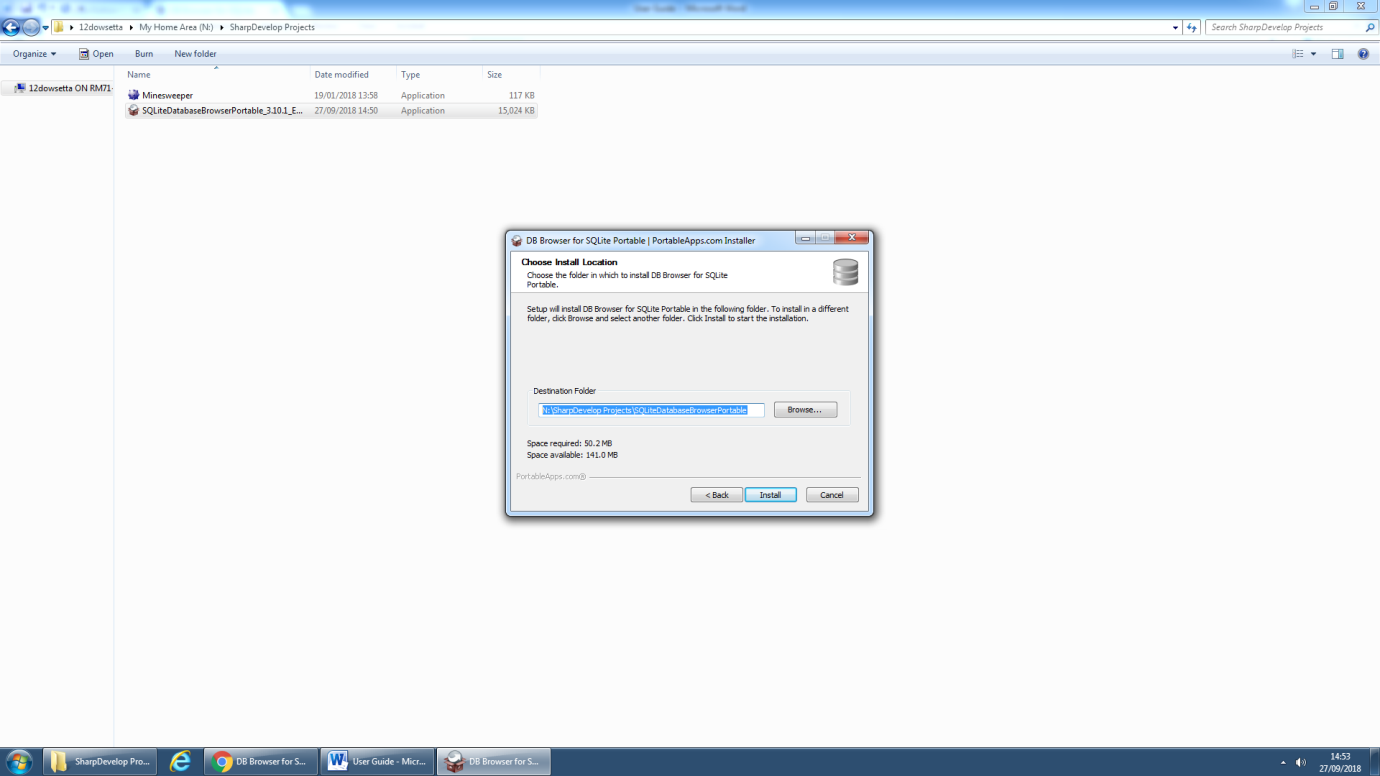 User Guide - Microsoft Word
12dowsetta My Home Area (N:) SharpDevelop Projects
Search SharpDevelop Projects
Organize Open Burn New folder
Name Date modified Type Size
12dowsetta ON RM71-
Minesweeper 19/01/2018 13:58 Application 117 KB
SQLiteDatabaseBrowserPortable_3.10.1_E... 27/09/2018 14:50 Application 15,024 KB
DB Browser for SQLite Portable | PortableApps.com Installer
Choose Install Location
Choose the folder in which to install DB Browser for SQLite
Portable.
Setup will install DB Browser for SQLite Portable in the following folder. To install in a different
folder, click Browse and select another folder. Click Install to start the installation.
Destination Folder
N:\SharpDevelop Projects\SQLiteDatabaseBrowserPortable
Browse...
Space required: 50.2 MB
Space available: 141.0 MB
PortableApps.com®
< Back Install Cancel
SharpDevelop Pro... DB Browser for S... User Guide - Micr... DB Browser for S...
14:53
27/09/2018